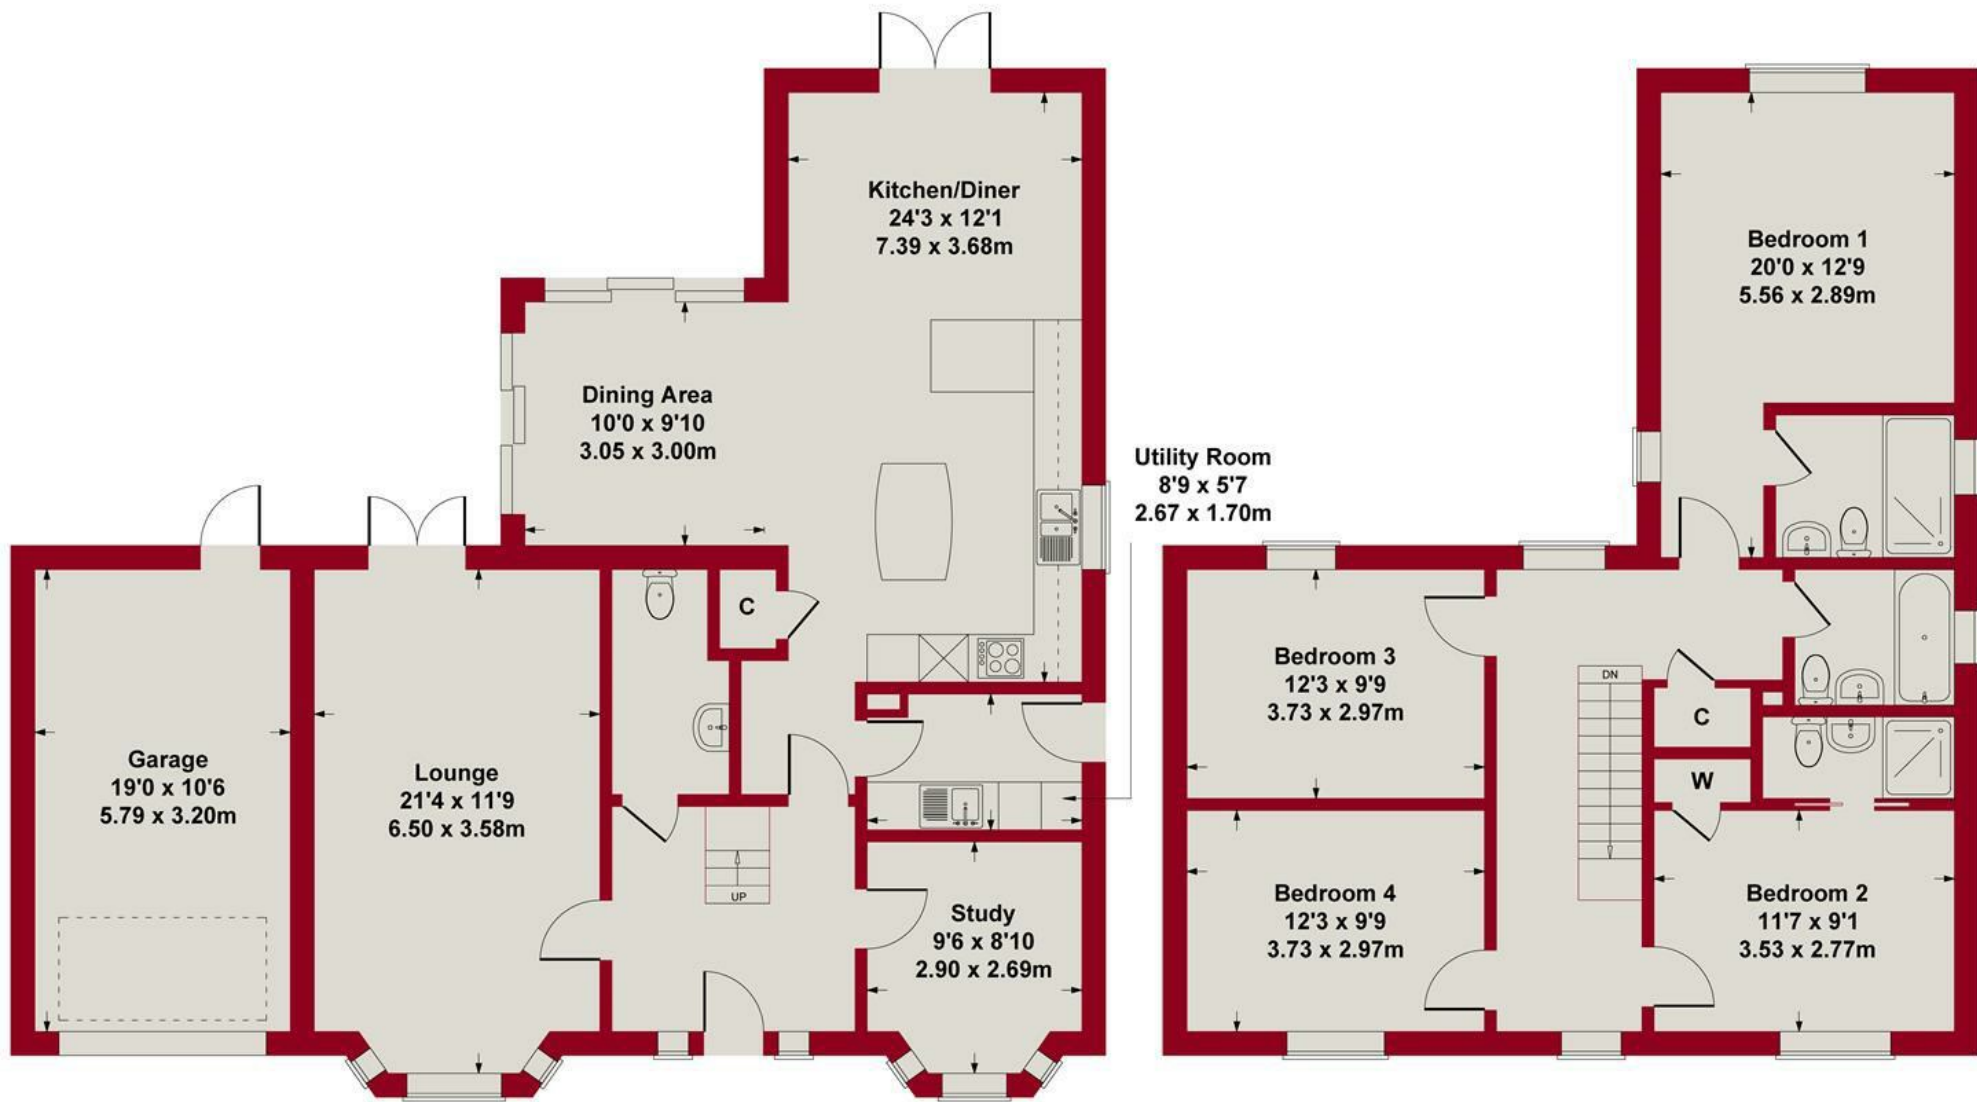 Kitchen/Diner
24'3 x 12'1
7.39 x 3.68m
Dining Area
10'0 x 9'10
3.05 x 3.00m
Utility Room
8'9 x 5'7
2.67 x 1.70m
C
Garage
19'0 x 10'6
5.79 x 3.20m
Lounge
21'4 x 11'9
6.50 x 3.58m
UP
Study
9'6 x 8'10
2.90 x 2.69m
Bedroom 1
20'0 x 12'9
5.56 x 2.89m
Bedroom 3
12'3 x 9'9
3.73 x 2.97m
DN
C
W
Bedroom 4
12'3 x 9'9
3.73 x 2.97m
Bedroom 2
11'7 x 9'1
3.53 x 2.77m